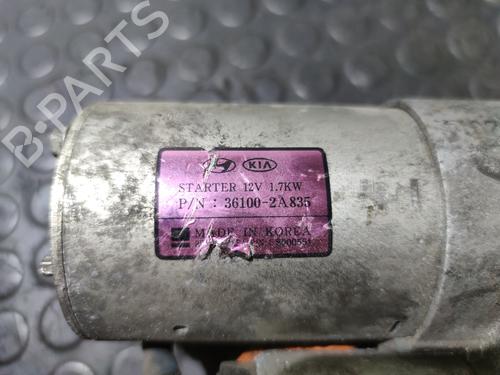 B-PARTS
KIA
STARTER 12V 1.7KW
P/N : 36100-2A835
MADE IN KOREA